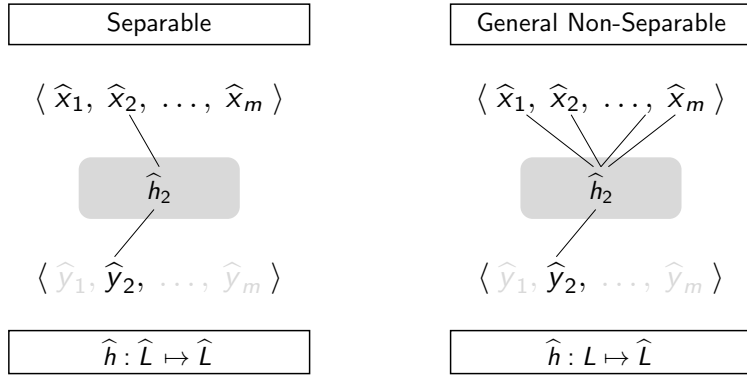 Separable
⟨ x̂₁, x̂₂, . . . , x̂ₘ ⟩
ĥ₂
⟨ ŷ₁, ŷ₂, . . . , ŷₘ ⟩
ĥ : L̂ ↦ L̂
General Non-Separable
⟨ x̂₁, x̂₂, . . . , x̂ₘ ⟩
ĥ₂
⟨ ŷ₁, ŷ₂, . . . , ŷₘ ⟩
ĥ : L ↦ L̂